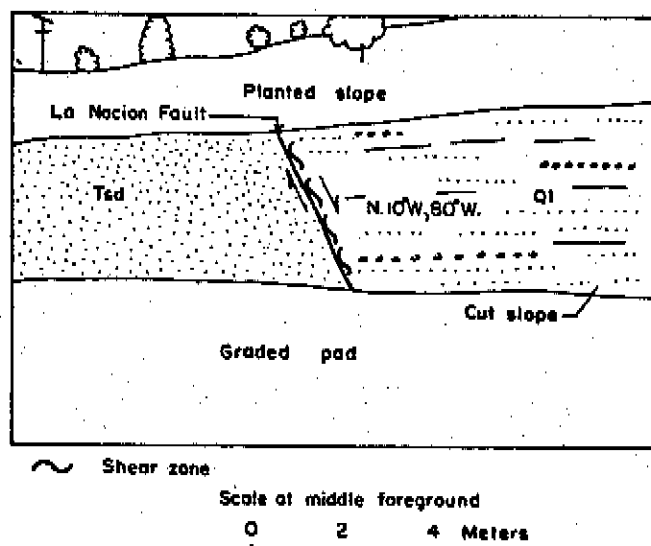 Planted slope
La Nacion Fault
Tsd
N.10°W, 80°W.
Ql
Cut slope
Graded pad
Shear zone
Scale at middle foreground
0 2 4 Meters